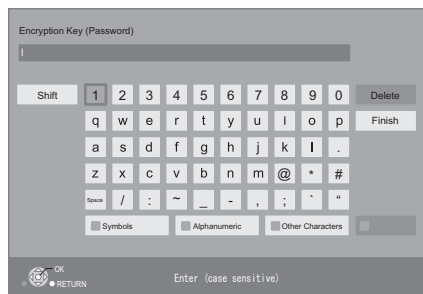 Encryption Key (Password)
Shift 1 2 3 4 5 6 7 8 9 0 Delete
q w e r t y u i o p Finish
a s d f g h j k l .
z x c v b n m @ * #
Space / : ~ _ - , ; ` “
Symbols Alphanumeric Other Characters
OK
RETURN
Enter (case sensitive)